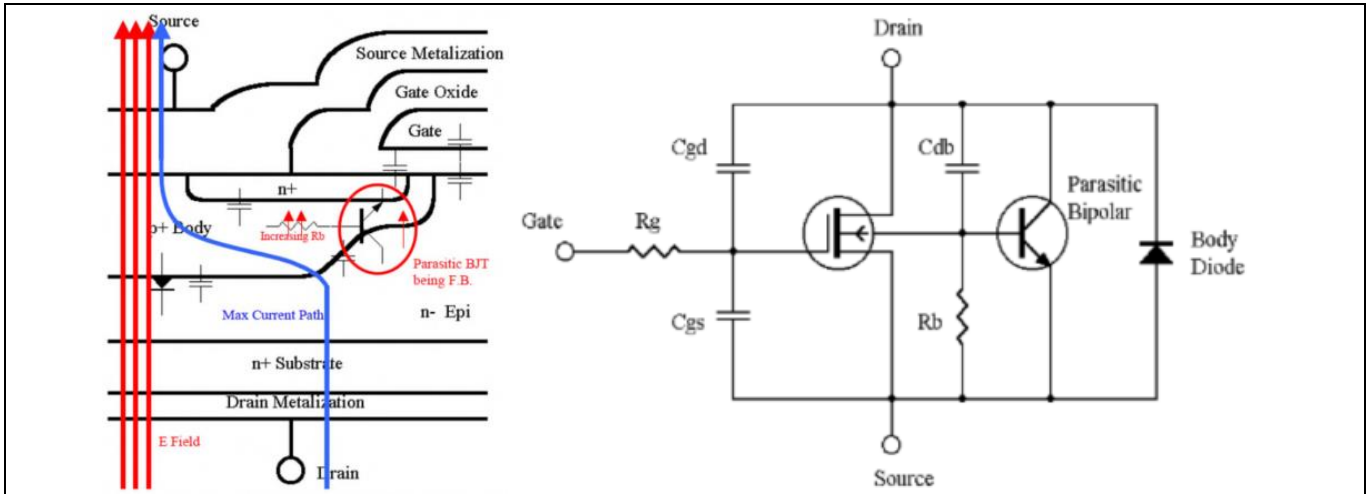 Source
Source Metalization
Gate Oxide
Gate
n+
p+ Body
Increasing Rb
Parasitic BJT
being F.B.
Max Current Path
n- Epi
n+ Substrate
Drain Metalization
E Field
Drain
Drain
Cgd
Cdb
Parasitic
Bipolar
Gate
Rg
Body
Diode
Cgs
Rb
Source